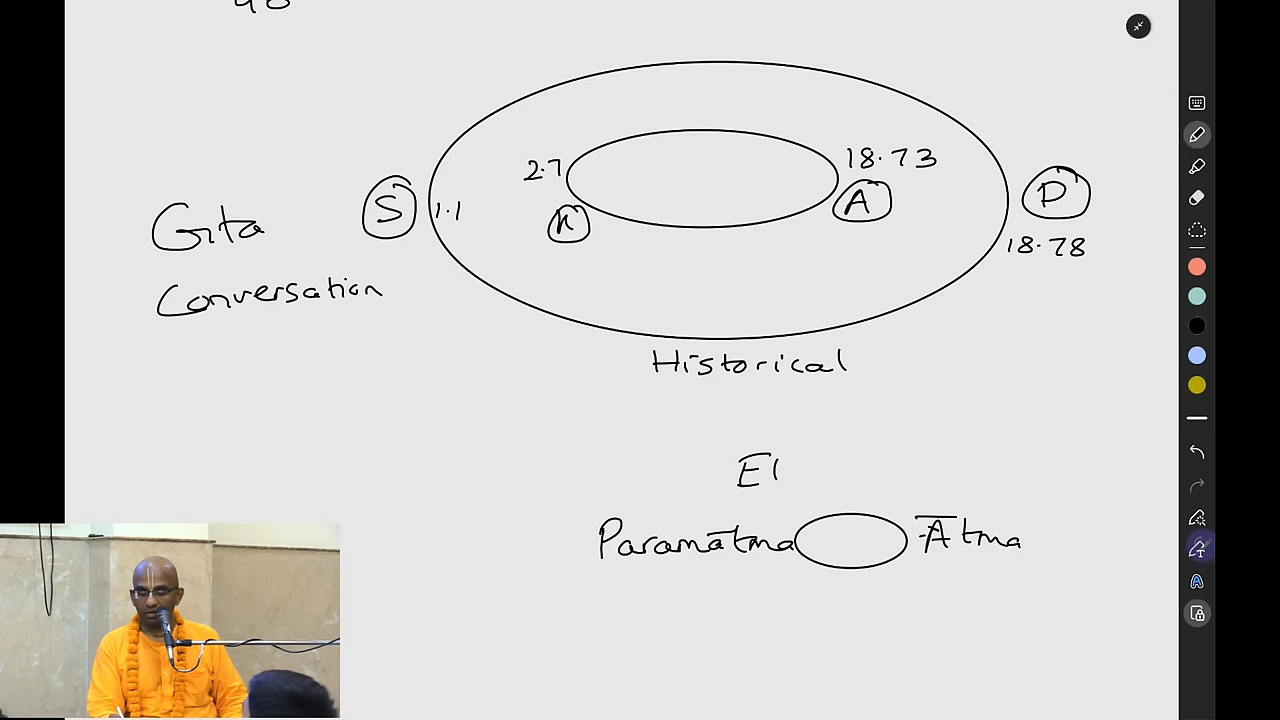 18.73
2.7
S
1.1
K
A
D
Gita
18.78
Conversation
Historical
El
Paramātma
Ātma